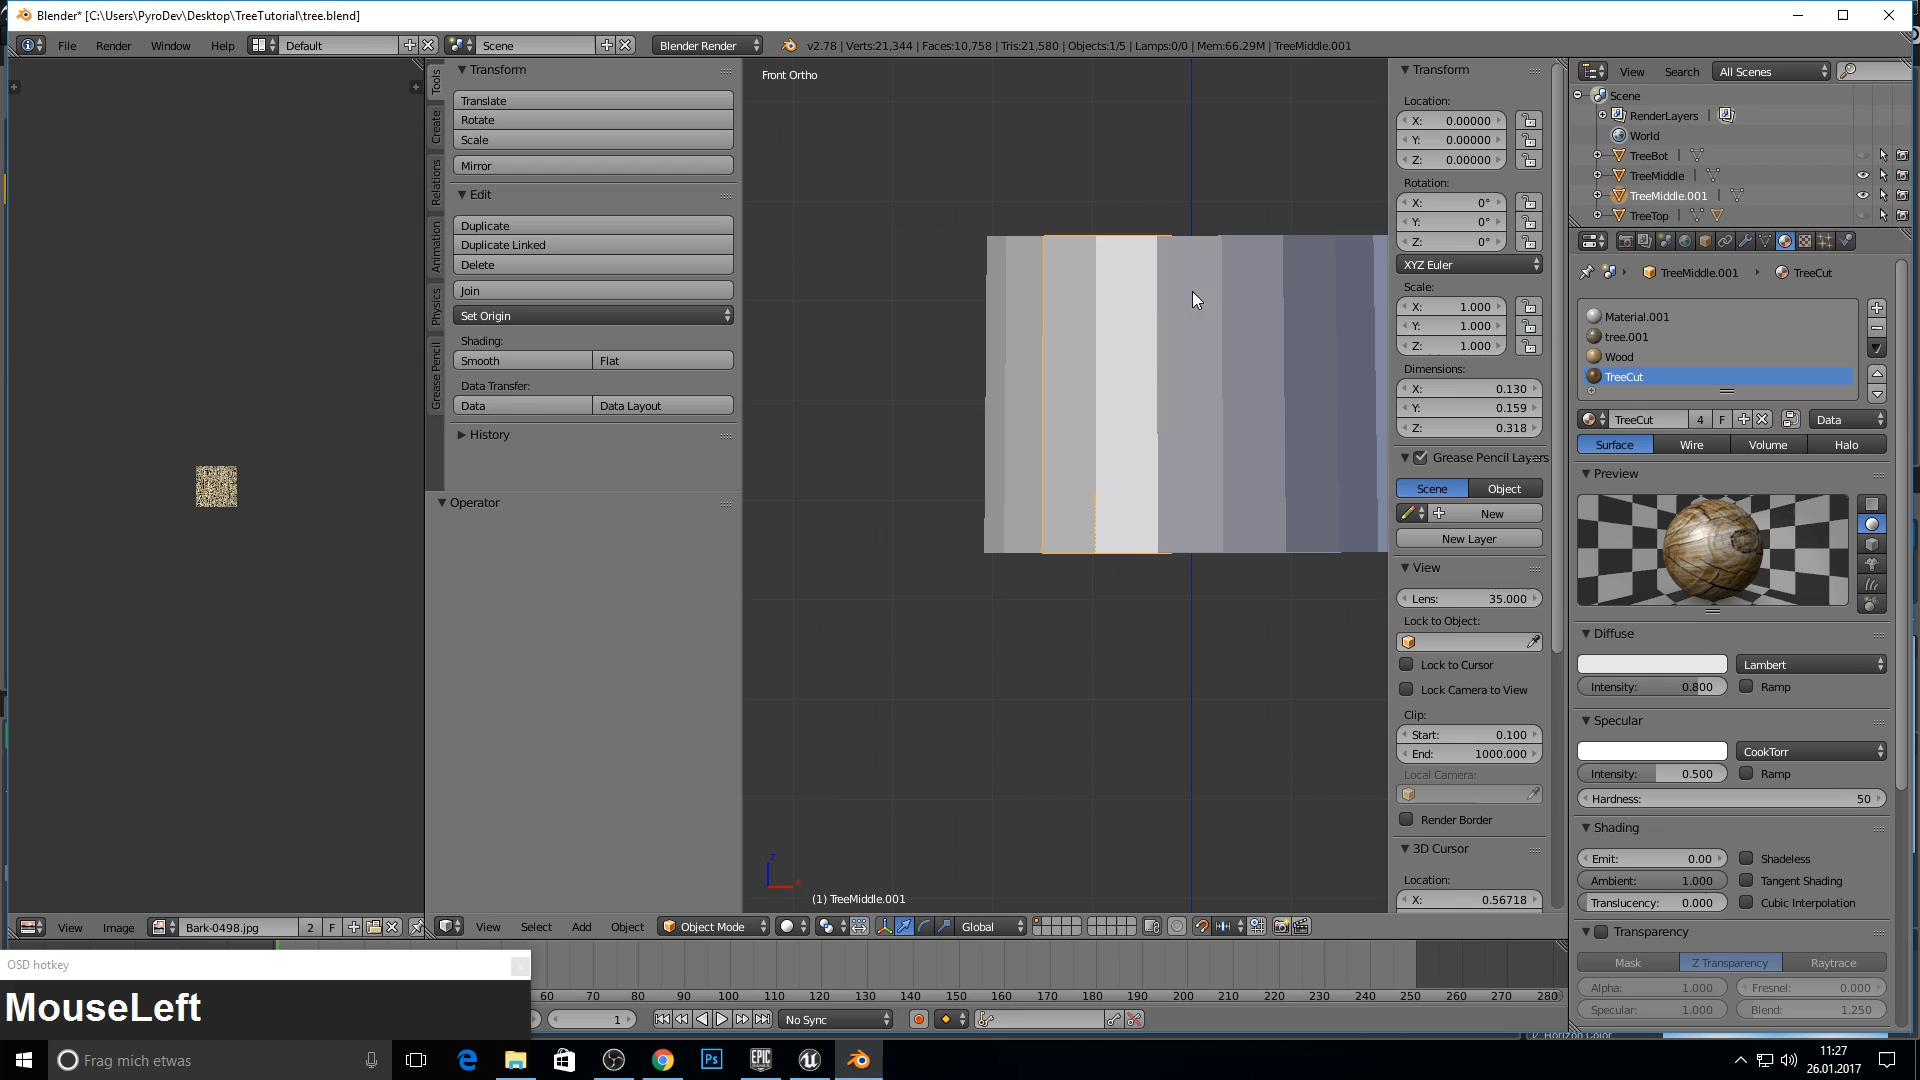 Blender* [C:\Users\PyroDev\Desktop\TreeTutorial\tree.blend]
File Render Window Help Default Scene Blender Render v2.78 | Verts:21,344 | Faces:10,758 | Tris:21,580 | Objects:1/5 | Lamps:0/0 | Mem:66.29M | TreeMiddle.001
Tools
Create
Relations
Animation
Physics
Grease Pencil
Transform
Translate
Rotate
Scale
Mirror
Edit
Duplicate
Duplicate Linked
Delete
Join
Set Origin
Shading:
Smooth Flat
Data Transfer:
Data Data Layout
History
Operator
Front Ortho
z
(1) TreeMiddle.001
Transform
Location:
X: 0.00000
Y: 0.00000
Z: 0.00000
Rotation:
X: 0°
Y: 0°
Z: 0°
XYZ Euler
Scale:
X: 1.000
Y: 1.000
Z: 1.000
Dimensions:
X: 0.130
Y: 0.159
Z: 0.318
Grease Pencil Layers
Scene Object
New
New Layer
View
Lens: 35.000
Lock to Object:
Lock to Cursor
Lock Camera to View
Clip:
Start: 0.100
End: 1000.000
Local Camera:
Render Border
3D Cursor
Location:
X: 0.56718
View Search All Scenes
Scene
RenderLayers
World
TreeBot
TreeMiddle
TreeMiddle.001
TreeTop
TreeMiddle.001 TreeCut
Material.001
tree.001
Wood
TreeCut
TreeCut 4 F Data
Surface Wire Volume Halo
Preview
Diffuse
Lambert
Intensity: 0.800 Ramp
Specular
CookTorr
Intensity: 0.500 Ramp
Hardness: 50
Shading
Emit: 0.00 Shadeless
Ambient: 1.000 Tangent Shading
Translucency: 0.000 Cubic Interpolation
Transparency
Mask Z Transparency Raytrace
Alpha: 1.000 Fresnel: 0.000
Specular: 1.000 Blend: 1.250
View Image Bark-0498.jpg 2 F
View Select Add Object Object Mode Global
60 70 80 90 100 110 120 130 140 150 160 170 180 190 200 210 220 230 240 250 260 270 280
1 No Sync
OSD hotkey
MouseLeft
Horizon Color
Frag mich etwas
Ps
EPIC
GAMES
11:27
26.01.2017